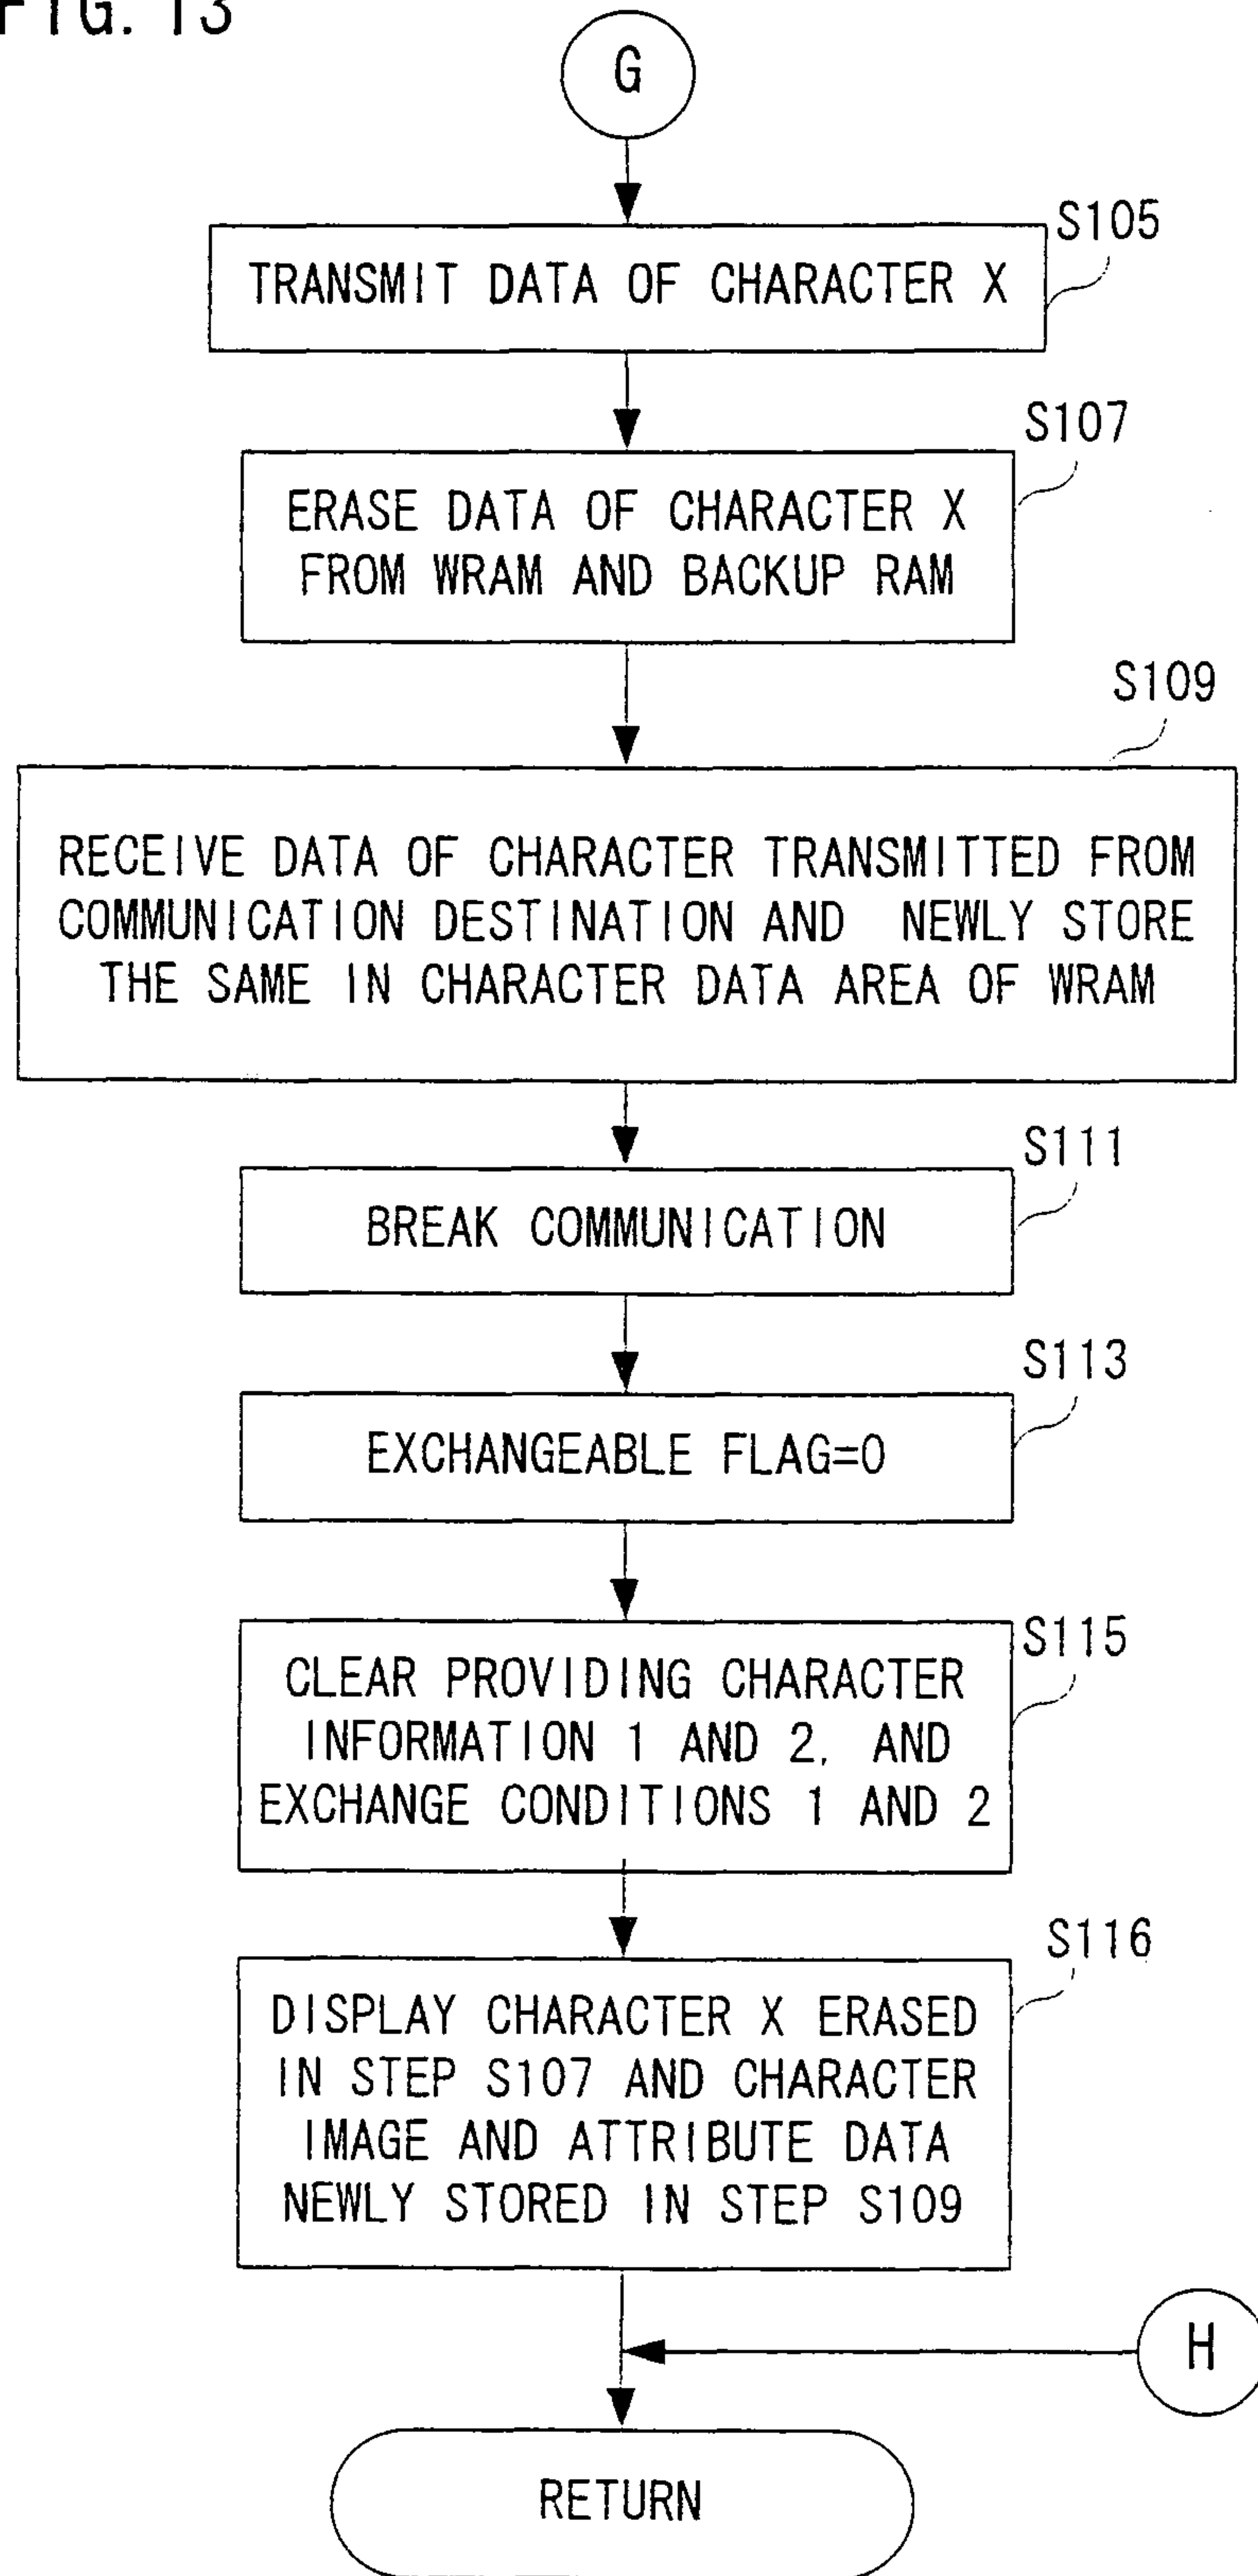 FIG. 13
G
S105
TRANSMIT DATA OF CHARACTER X
S107
ERASE DATA OF CHARACTER X
FROM WRAM AND BACKUP RAM
S109
RECEIVE DATA OF CHARACTER TRANSMITTED FROM
COMMUNICATION DESTINATION AND NEWLY STORE
THE SAME IN CHARACTER DATA AREA OF WRAM
S111
BREAK COMMUNICATION
S113
EXCHANGEABLE FLAG=0
S115
CLEAR PROVIDING CHARACTER
INFORMATION 1 AND 2, AND
EXCHANGE CONDITIONS 1 AND 2
S116
DISPLAY CHARACTER X ERASED
IN STEP S107 AND CHARACTER
IMAGE AND ATTRIBUTE DATA
NEWLY STORED IN STEP S109
H
RETURN